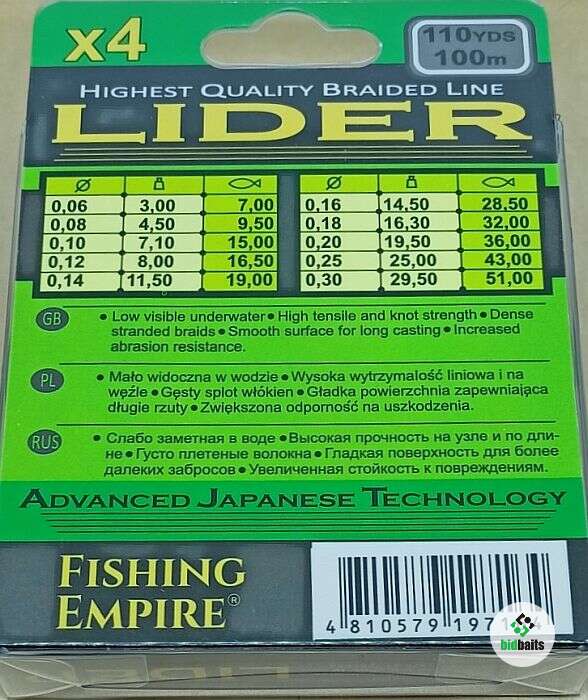 x4
110YDS
100m
HIGHEST QUALITY BRAIDED LINE
LIDER
0,06 3,00 7,00
0,08 4,50 9,50
0,10 7,10 15,00
0,12 8,00 16,50
0,14 11,50 19,00
0,16 14,50 28,50
0,18 16,30 32,00
0,20 19,50 36,00
0,25 25,00 43,00
0,30 29,50 51,00
GB
• Low visible underwater • High tensile and knot strength • Dense
stranded braids • Smooth surface for long casting • Increased
abrasion resistance.
PL
• Mało widoczna w wodzie • Wysoka wytrzymalość liniowa i na
węźle • Gęsty splot włókien • Gładka powierzchnia zapewniająca
długie rzuty • Zwiększona odporność na uszkodzenia.
RUS
• Слабо заметная в воде • Высокая прочность на узле и по дли-
не • Густо плетеные волокна • Гладкая поверхность для более
далеких забросов • Увеличенная стойкость к повреждениям.
ADVANCED JAPANESE TECHNOLOGY
FISHING
EMPIRE®
4 810579 197
bidbaits